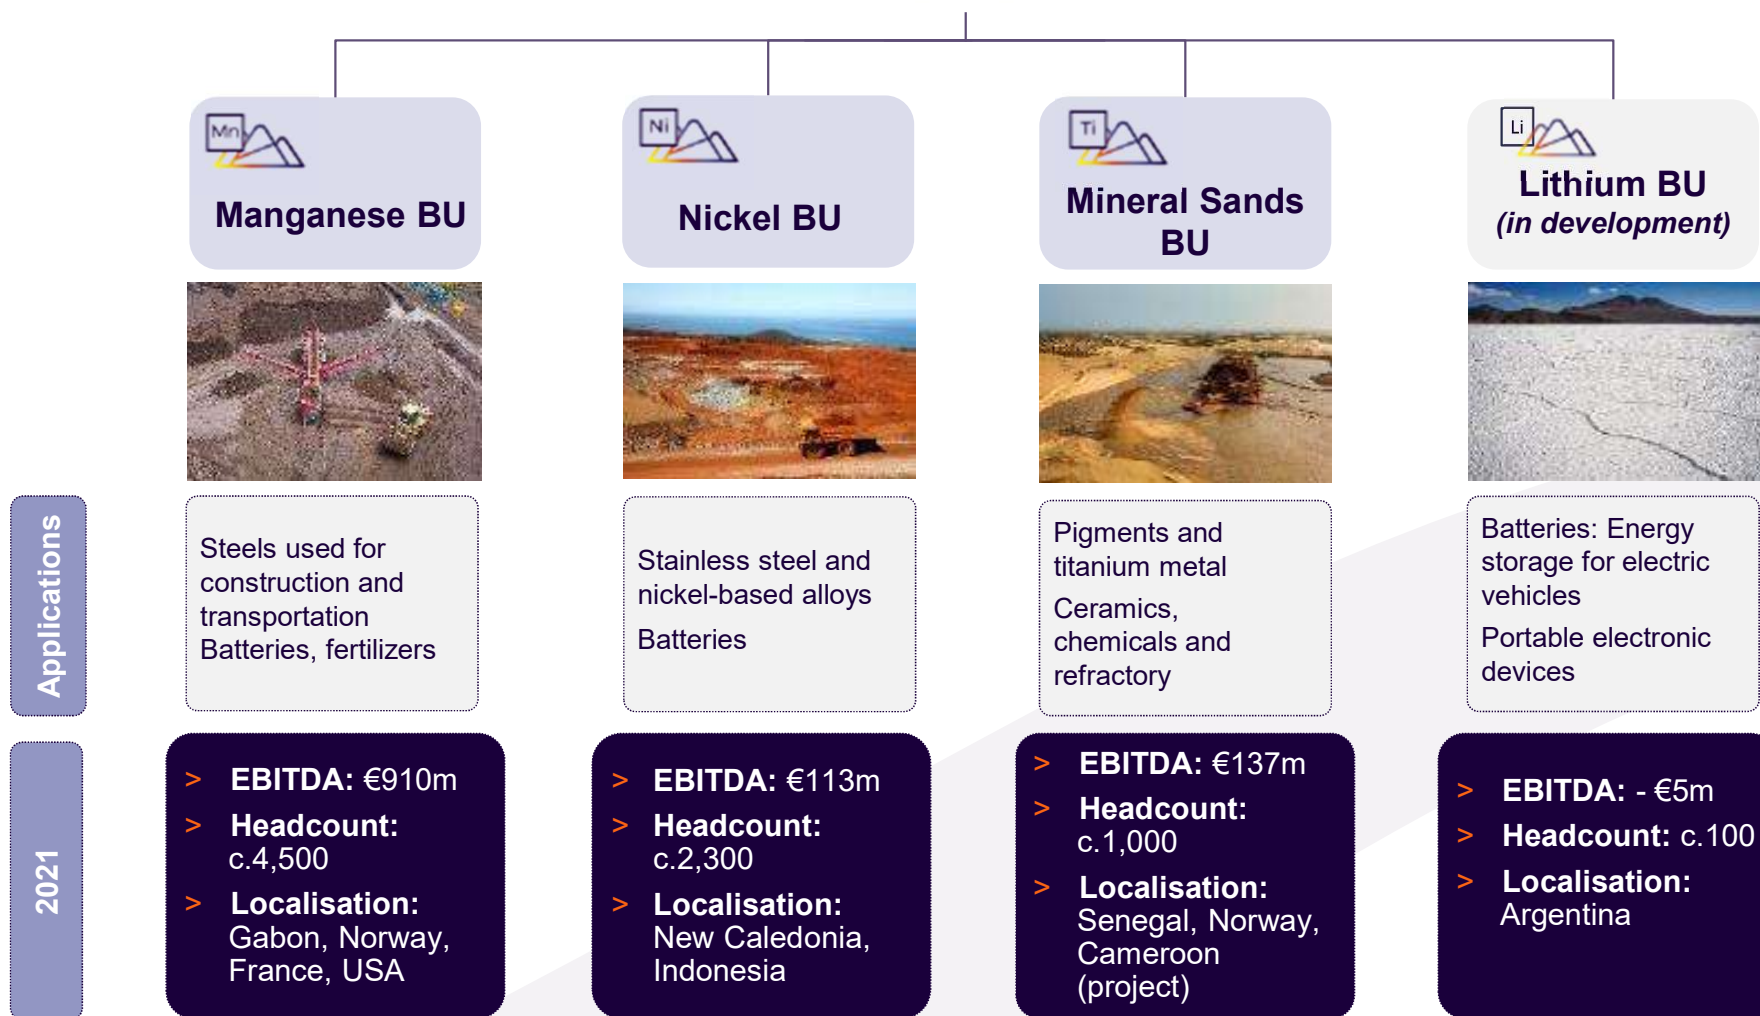 Mn
Manganese BU
Ni
Nickel BU
Ti
Mineral Sands
BU
Li
Lithium BU
(in development)
Applications
Steels used for
construction and
transportation
Batteries, fertilizers
Stainless steel and
nickel-based alloys
Batteries
Pigments and
titanium metal
Ceramics,
chemicals and
refractory
Batteries: Energy
storage for electric
vehicles
Portable electronic
devices
2021
> EBITDA: €910m
> Headcount:
c.4,500
> Localisation:
Gabon, Norway,
France, USA
> EBITDA: €113m
> Headcount:
c.2,300
> Localisation:
New Caledonia,
Indonesia
> EBITDA: €137m
> Headcount:
c.1,000
> Localisation:
Senegal, Norway,
Cameroon
(project)
> EBITDA: - €5m
> Headcount: c.100
> Localisation:
Argentina